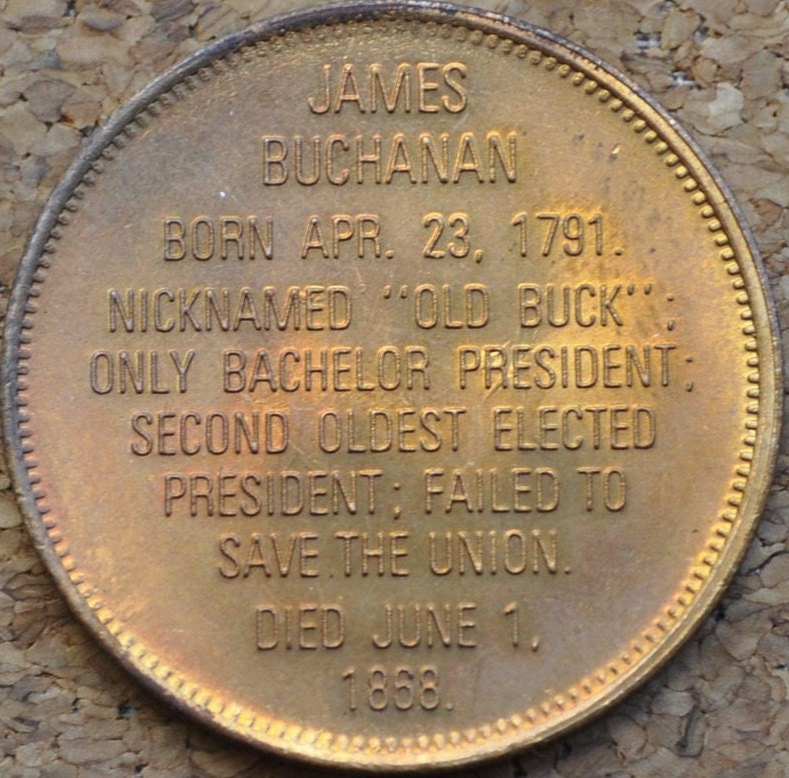 JAMES
BUCHANAN
BORN APR. 23, 1791.
NICKNAMED "OLD BUCK";
ONLY BACHELOR PRESIDENT;
SECOND OLDEST ELECTED
PRESIDENT; FAILED TO
SAVE THE UNION.
DIED JUNE 1,
1868.